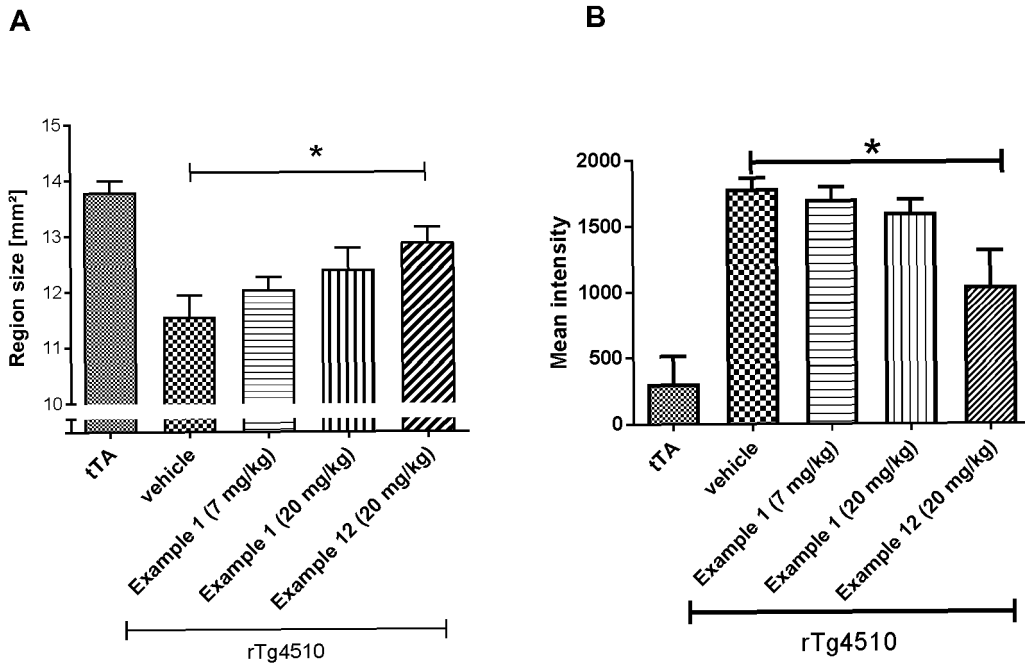 A
Region size [mm²]
15
14
13
12
11
10
*
tTA
vehicle
Example 1 (7 mg/kg)
Example 1 (20 mg/kg)
Example 12 (20 mg/kg)
rTg4510
B
Mean intensity
2000
1500
1000
500
0
*
tTA
vehicle
Example 1 (7 mg/kg)
Example 1 (20 mg/kg)
Example 12 (20 mg/kg)
rTg4510